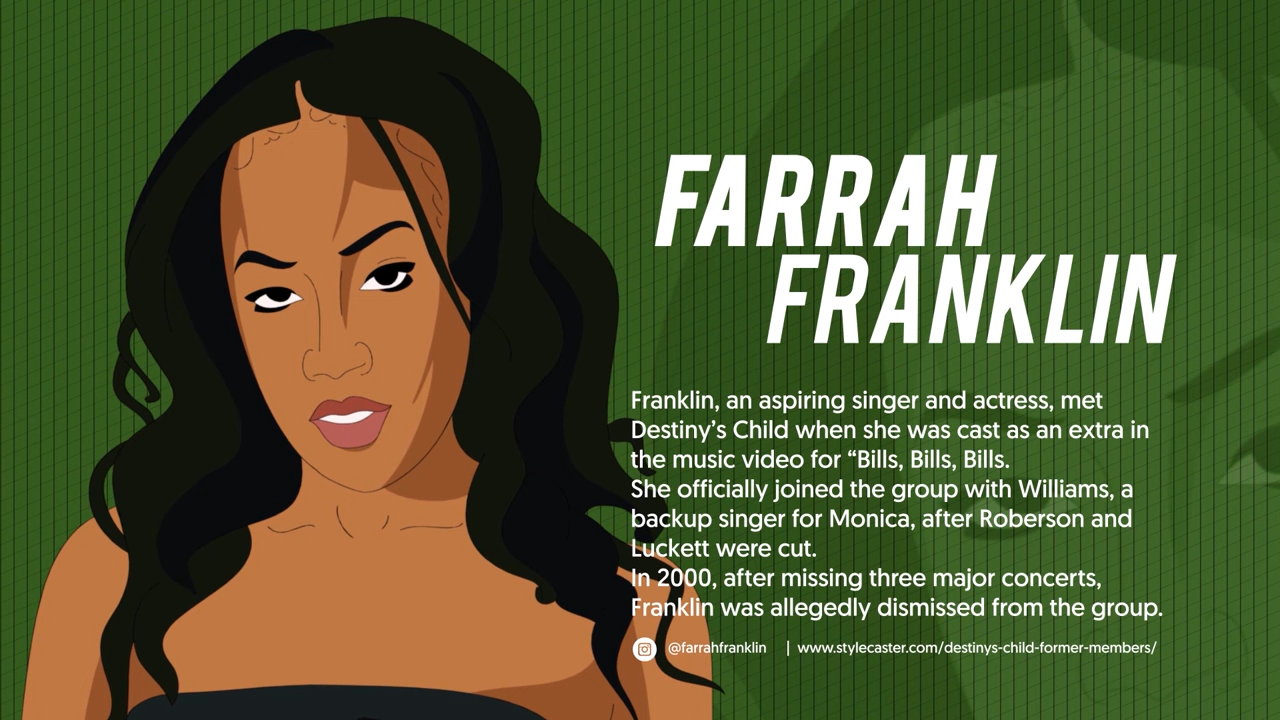 FARRAH
FRANKLIN
Franklin, an aspiring singer and actress, met
Destiny’s Child when she was cast as an extra in
the music video for “Bills, Bills, Bills.
She officially joined the group with Williams, a
backup singer for Monica, after Roberson and
Luckett were cut.
In 2000, after missing three major concerts,
Franklin was allegedly dismissed from the group.
@farrahfranklin | www.stylecaster.com/destinys-child-former-members/